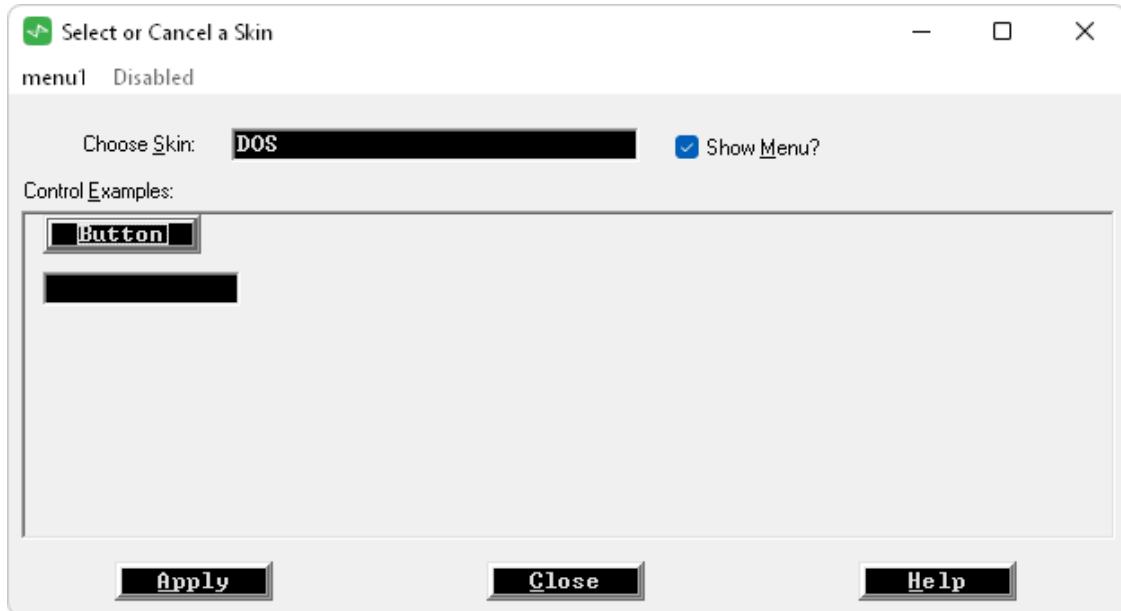 Select or Cancel a Skin
menu1 Disabled
Choose Skin: DOS Show Menu?
Control Examples:
Button
Apply Close Help